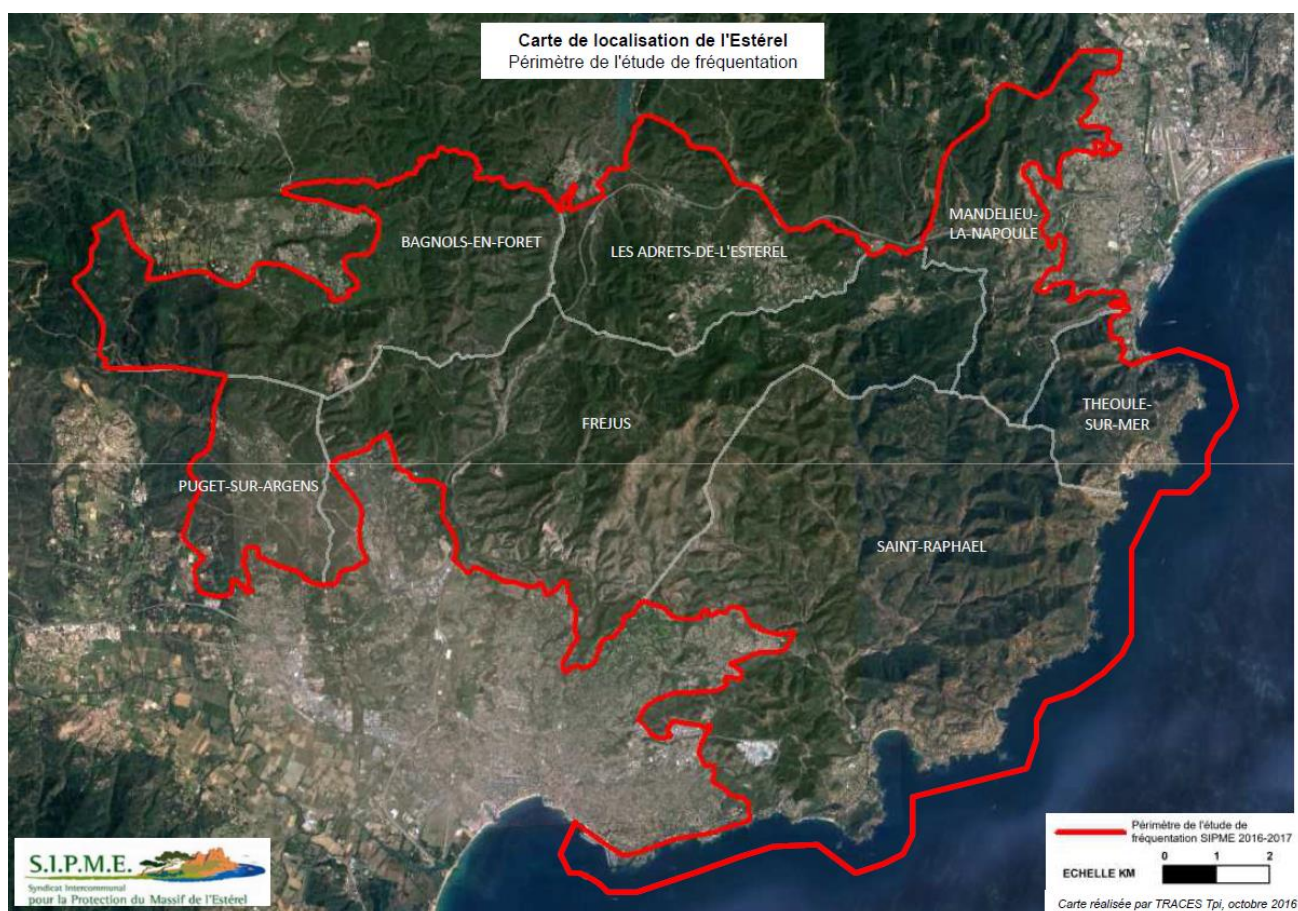 Carte de localisation de l'Estérel
Périmètre de l'étude de fréquentation
MANDELIEU-
LA-NAPOULE
BAGNOLS-EN-FORET
LES ADRETS-DE-L'ESTEREL
THEOULE-
SUR-MER
FREJUS
PUGET-SUR-ARGENS
SAINT-RAPHAEL
S.I.P.M.E.
Syndicat Intercommunal
pour la Protection du Massif de l'Estérel
Périmètre de l'étude de
fréquentation SIPME 2016-2017
0 1 2
ECHELLE KM
Carte réalisée par TRACES Tpi, octobre 2016